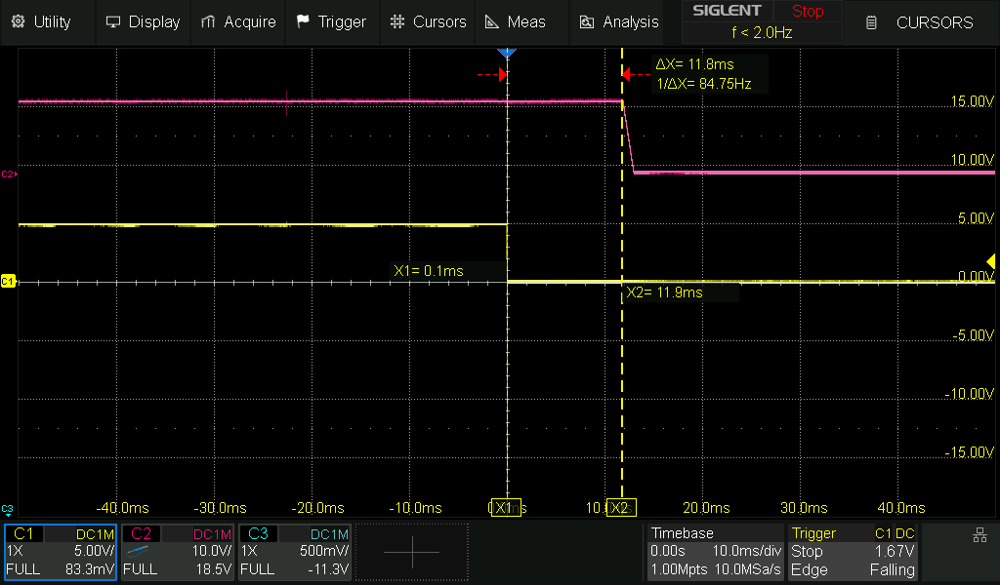 Utility Display Acquire Trigger Cursors Meas Analysis SIGLENT Stop CURSORS
f < 2.0Hz
ΔX= 11.8ms
1/ΔX= 84.75Hz
15.00V
10.00V
C2
5.00V
X1= 0.1ms
C1 0.00V
X2= 11.9ms
-5.00V
-10.00V
-15.00V
C3 -40.0ms -30.0ms -20.0ms -10.0ms X1 X2 20.0ms 30.0ms 40.0ms
C1 DC1M C2 DC1M C3 DC1M Timebase Trigger C1 DC
1X 5.00V/ 10.0V/ 1X 500mV/ 0.00s 10.0ms/div Stop 1.67V
FULL 83.3mV FULL 18.5V FULL -11.3V 1.00Mpts 10.0MSa/s Edge Falling